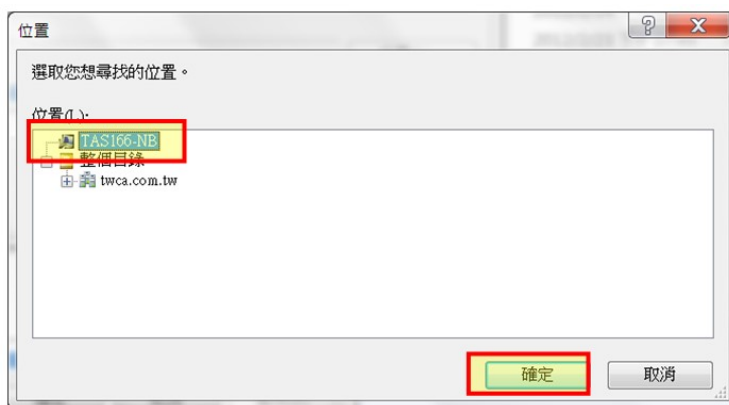 位置
選取您想尋找的位置。
位置(L):
TAS166-NB
整個目錄
twca.com.tw
確定
取消